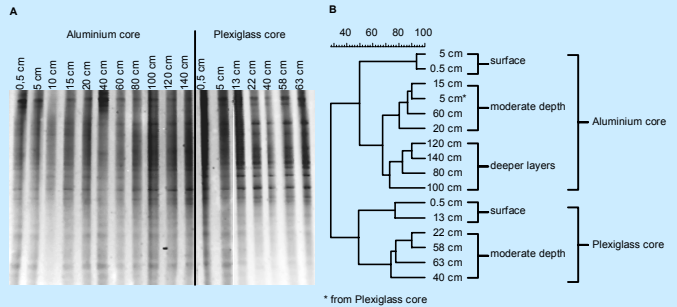 A
Aluminium core
Plexiglass core
0,5 cm
5 cm
10 cm
15 cm
20 cm
40 cm
60 cm
80 cm
100 cm
120 cm
140 cm
0,5 cm
5 cm
13 cm
22 cm
40 cm
58 cm
63 cm
B
40 60 80 100
5 cm
0.5 cm
surface
15 cm
5 cm*
60 cm
20 cm
moderate depth
120 cm
140 cm
80 cm
100 cm
deeper layers
Aluminium core
0.5 cm
13 cm
surface
22 cm
58 cm
63 cm
40 cm
moderate depth
Plexiglass core
* from Plexiglass core